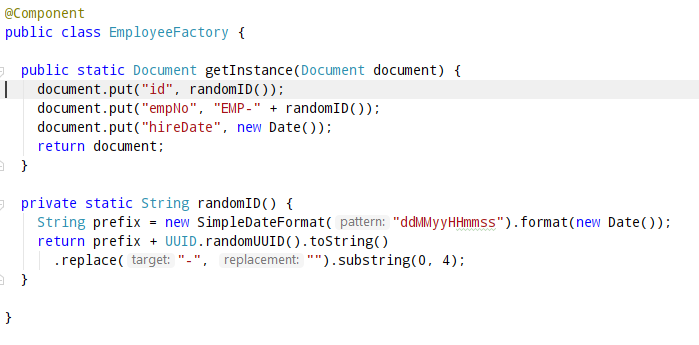 @Component
public class EmployeeFactory {
public static Document getInstance(Document document) {
document.put("id", randomID());
document.put("empNo", "EMP-" + randomID());
document.put("hireDate", new Date());
return document;
}
private static String randomID() {
String prefix = new SimpleDateFormat( pattern: "ddMMyyHHmmss").format(new Date());
return prefix + UUID.randomUUID().toString()
.replace( target: "-", replacement: "").substring(0, 4);
}
}